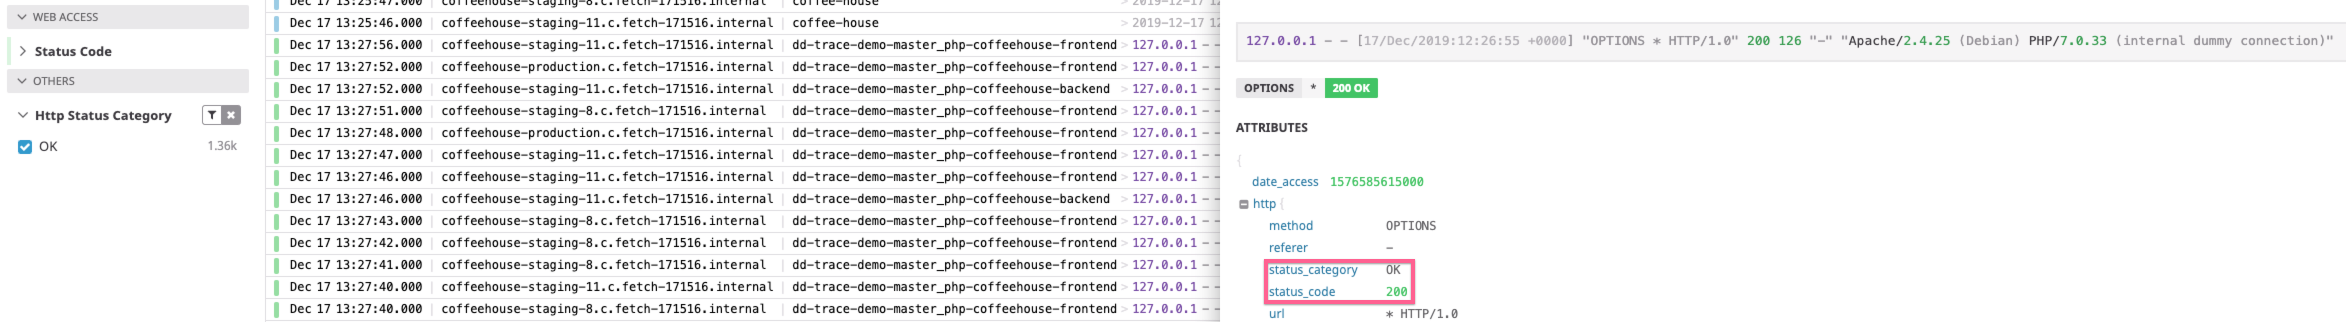 WEB ACCESS
Status Code
OTHERS
Http Status Category
OK 1.36k
Dec 17 13:25:47.000 coffeehouse-staging-8.c.fetch-171516.internal coffee-house > 2019-12-17 12
Dec 17 13:25:46.000 coffeehouse-staging-11.c.fetch-171516.internal coffee-house > 2019-12-17 12
Dec 17 13:27:56.000 coffeehouse-staging-11.c.fetch-171516.internal dd-trace-demo-master_php-coffeehouse-frontend > 127.0.0.1 - -
Dec 17 13:27:52.000 coffeehouse-production.c.fetch-171516.internal dd-trace-demo-master_php-coffeehouse-frontend > 127.0.0.1 - -
Dec 17 13:27:52.000 coffeehouse-staging-11.c.fetch-171516.internal dd-trace-demo-master_php-coffeehouse-backend > 127.0.0.1 - -
Dec 17 13:27:51.000 coffeehouse-staging-8.c.fetch-171516.internal dd-trace-demo-master_php-coffeehouse-frontend > 127.0.0.1 - -
Dec 17 13:27:48.000 coffeehouse-production.c.fetch-171516.internal dd-trace-demo-master_php-coffeehouse-frontend > 127.0.0.1 - -
Dec 17 13:27:47.000 coffeehouse-staging-11.c.fetch-171516.internal dd-trace-demo-master_php-coffeehouse-frontend > 127.0.0.1 - -
Dec 17 13:27:46.000 coffeehouse-staging-11.c.fetch-171516.internal dd-trace-demo-master_php-coffeehouse-frontend > 127.0.0.1 - -
Dec 17 13:27:46.000 coffeehouse-staging-11.c.fetch-171516.internal dd-trace-demo-master_php-coffeehouse-backend > 127.0.0.1 - -
Dec 17 13:27:43.000 coffeehouse-staging-8.c.fetch-171516.internal dd-trace-demo-master_php-coffeehouse-frontend > 127.0.0.1 - -
Dec 17 13:27:42.000 coffeehouse-staging-8.c.fetch-171516.internal dd-trace-demo-master_php-coffeehouse-frontend > 127.0.0.1 - -
Dec 17 13:27:41.000 coffeehouse-staging-8.c.fetch-171516.internal dd-trace-demo-master_php-coffeehouse-frontend > 127.0.0.1 - -
Dec 17 13:27:40.000 coffeehouse-staging-11.c.fetch-171516.internal dd-trace-demo-master_php-coffeehouse-frontend > 127.0.0.1 - -
Dec 17 13:27:40.000 coffeehouse-staging-8.c.fetch-171516.internal dd-trace-demo-master_php-coffeehouse-frontend > 127.0.0.1 - -
127.0.0.1 - - [17/Dec/2019:12:26:55 +0000] "OPTIONS * HTTP/1.0" 200 126 "-" "Apache/2.4.25 (Debian) PHP/7.0.33 (internal dummy connection)"
OPTIONS * 200 OK
ATTRIBUTES
{
date_access 1576585615000
http {
method OPTIONS
referer -
status_category OK
status_code 200
url * HTTP/1.0